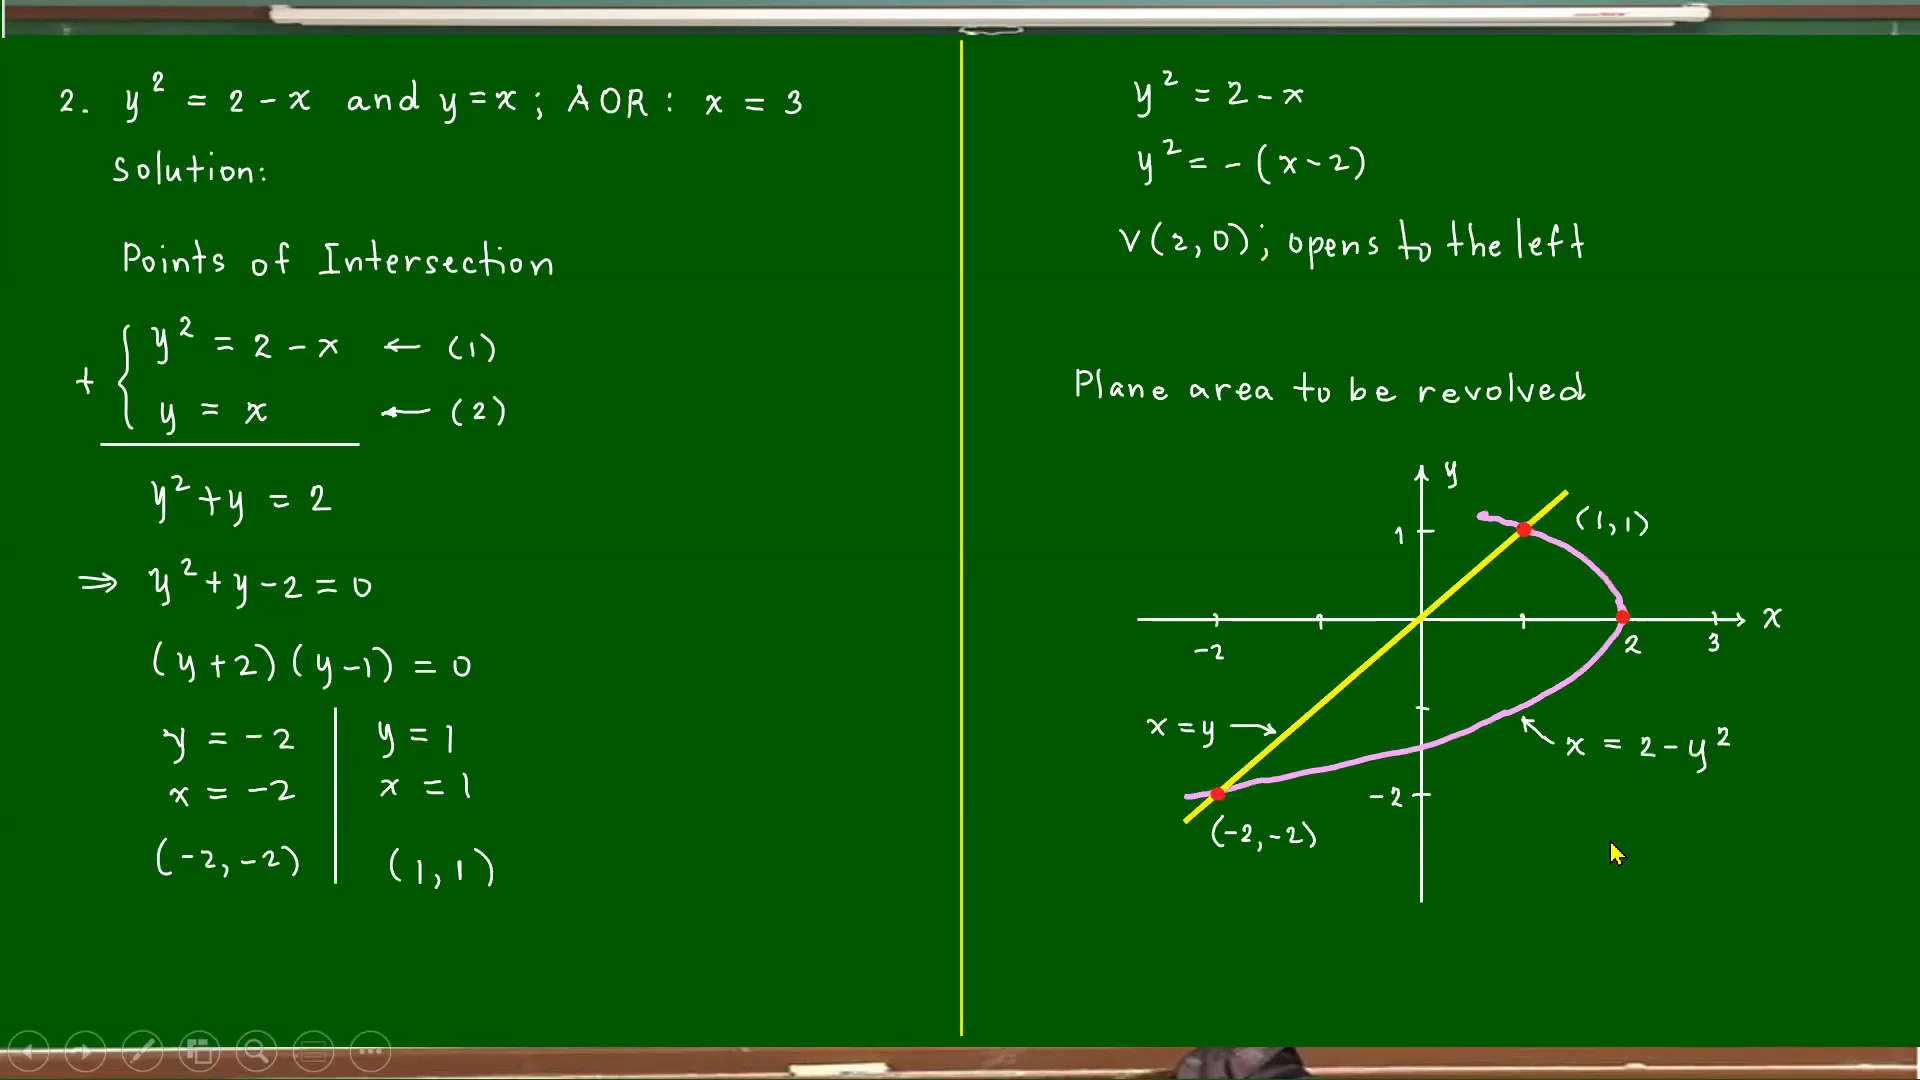 2. y² = 2 - x and y = x ; AOR : x = 3
Solution:
Points of Intersection
+ { y² = 2 - x ← (1)
y = x ← (2)
y² + y = 2
⇒ y² + y - 2 = 0
(y + 2) (y - 1) = 0
y = -2 | y = 1
x = -2 | x = 1
(-2, -2) | (1, 1)
y² = 2 - x
y² = - (x - 2)
V (2, 0) ; opens to the left
Plane area to be revolved
y
1
(1, 1)
x
-2
2
3
x = y →
x = 2 - y²
-2
(-2, -2)